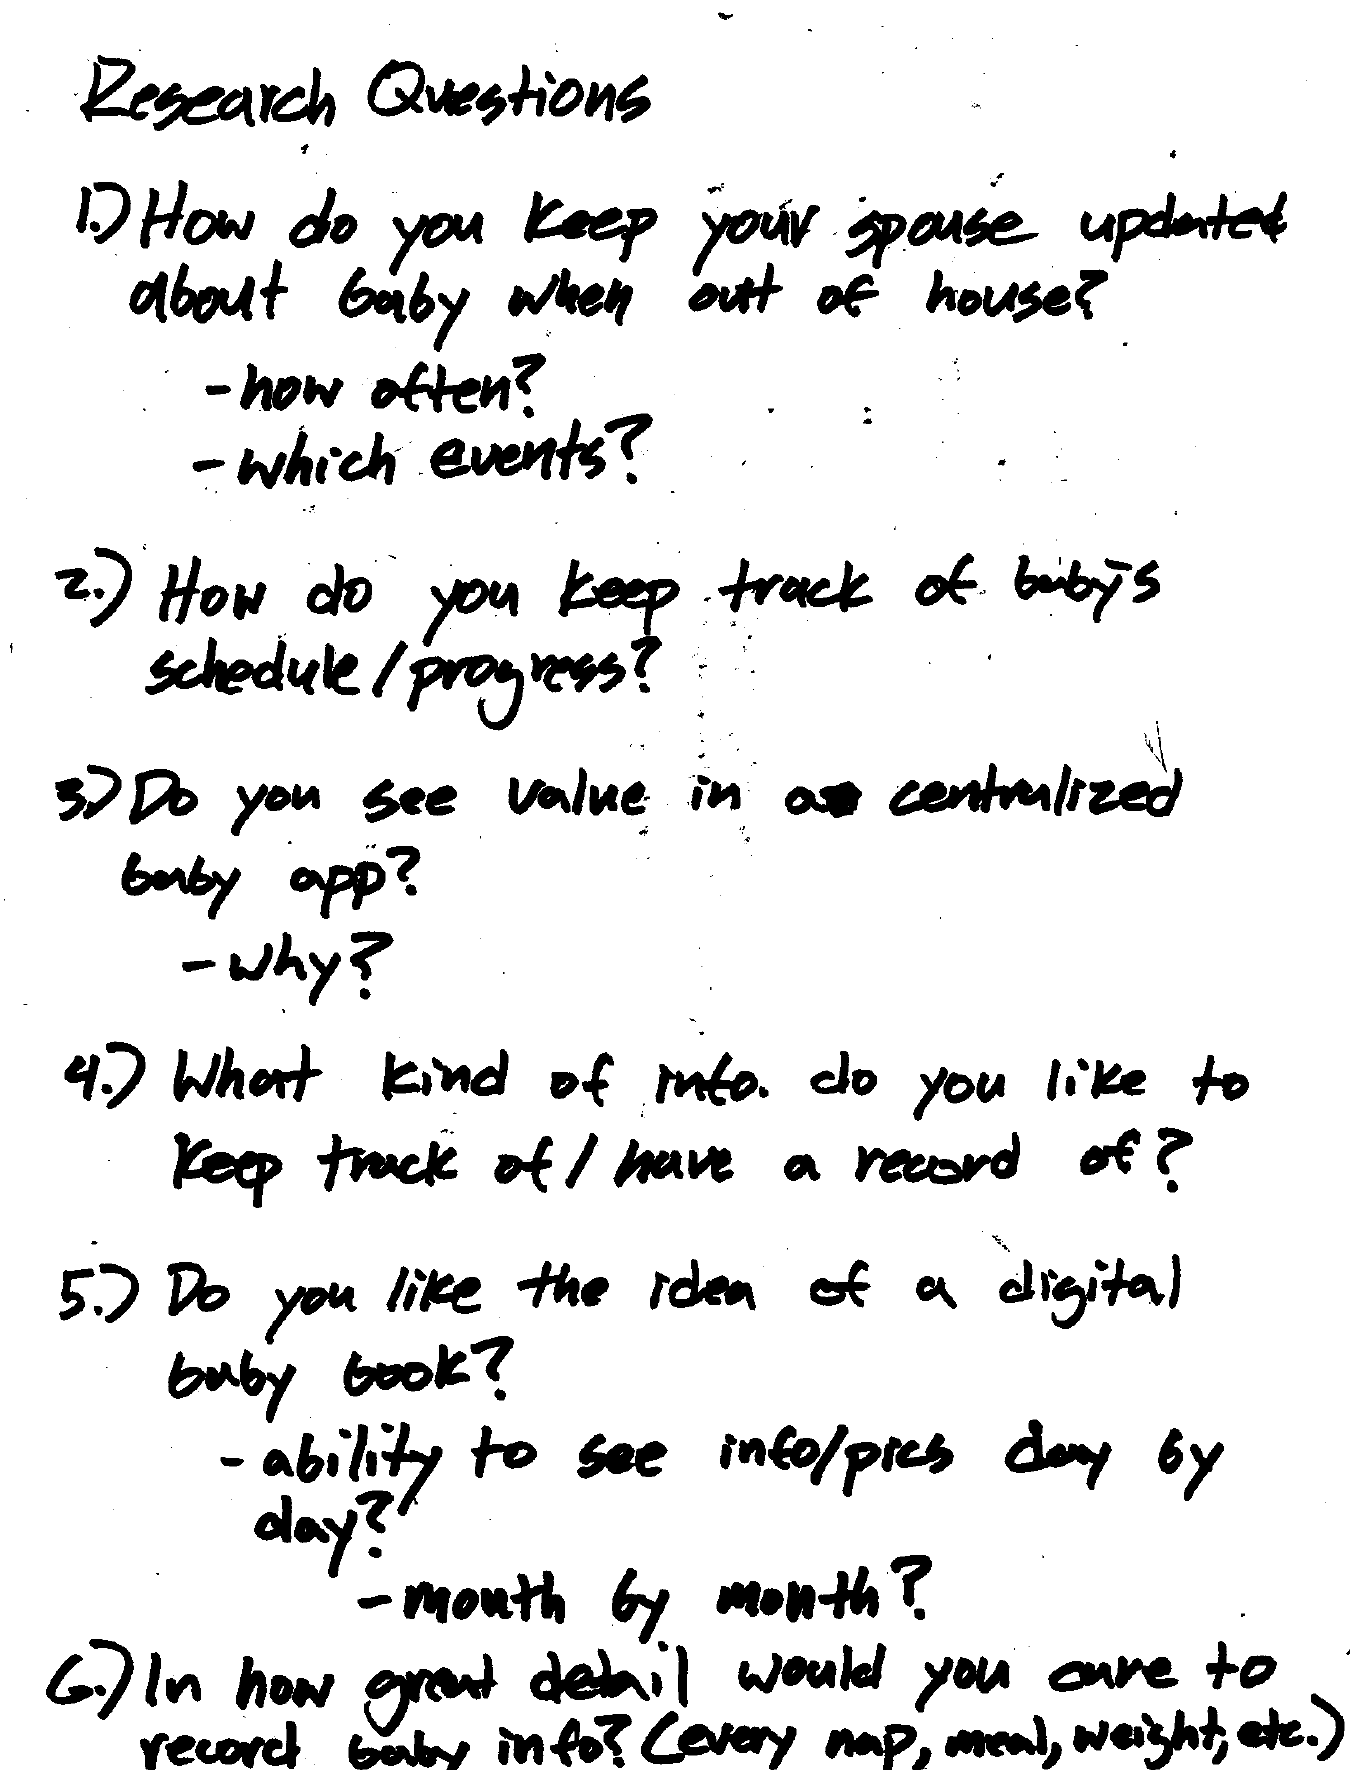 Research Questions
1.) How do you keep your spouse updated
about baby when out of house?
- how often?
- which events?
2.) How do you keep track of baby's
schedule/progress?
3.) Do you see value in a centralized
baby app?
- why?
4.) What kind of info. do you like to
keep track of / have a record of?
5.) Do you like the idea of a digital
baby book?
- ability to see info/pics day by
day?
- month by month?
6.) In how great detail would you care to
record baby info? (every nap, meal, weight, etc.)